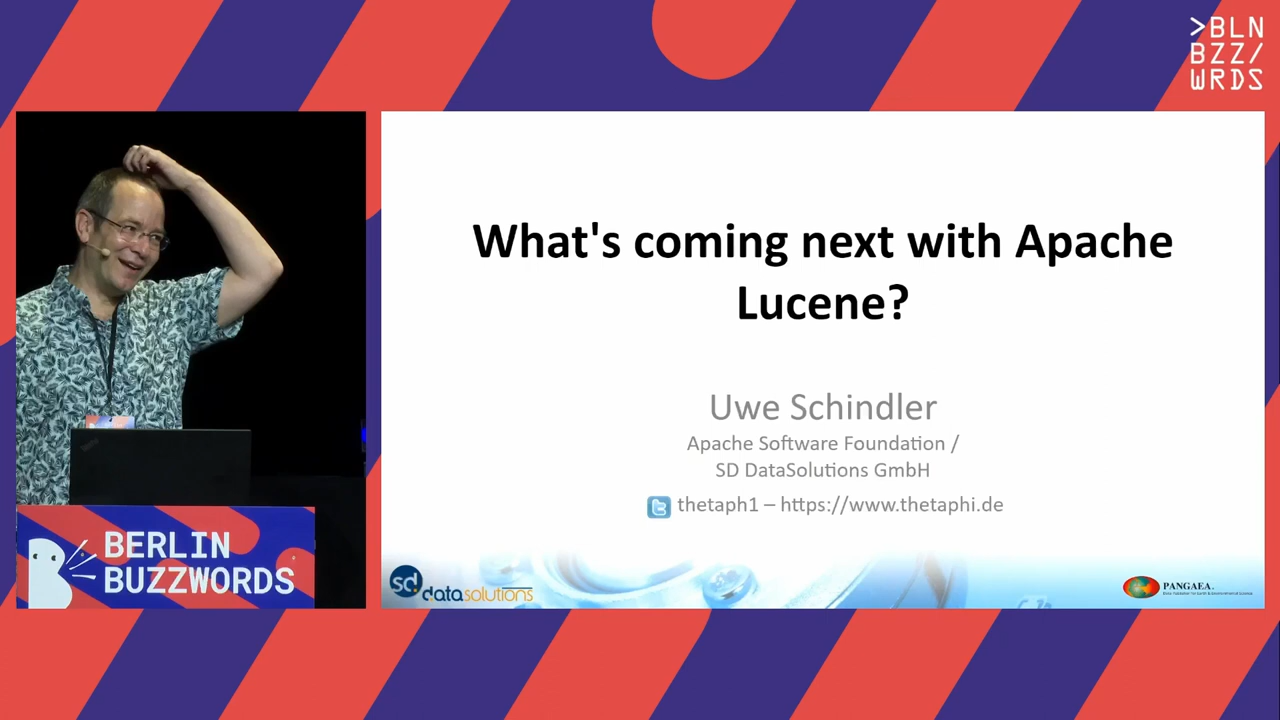 >BLN
BZZ/
WRDS
What's coming next with Apache
Lucene?
Uwe Schindler
Apache Software Foundation /
SD DataSolutions GmbH
thetaph1 – https://www.thetaphi.de
sd.datasolutions
PANGAEA.
BERLIN
BUZZWORDS